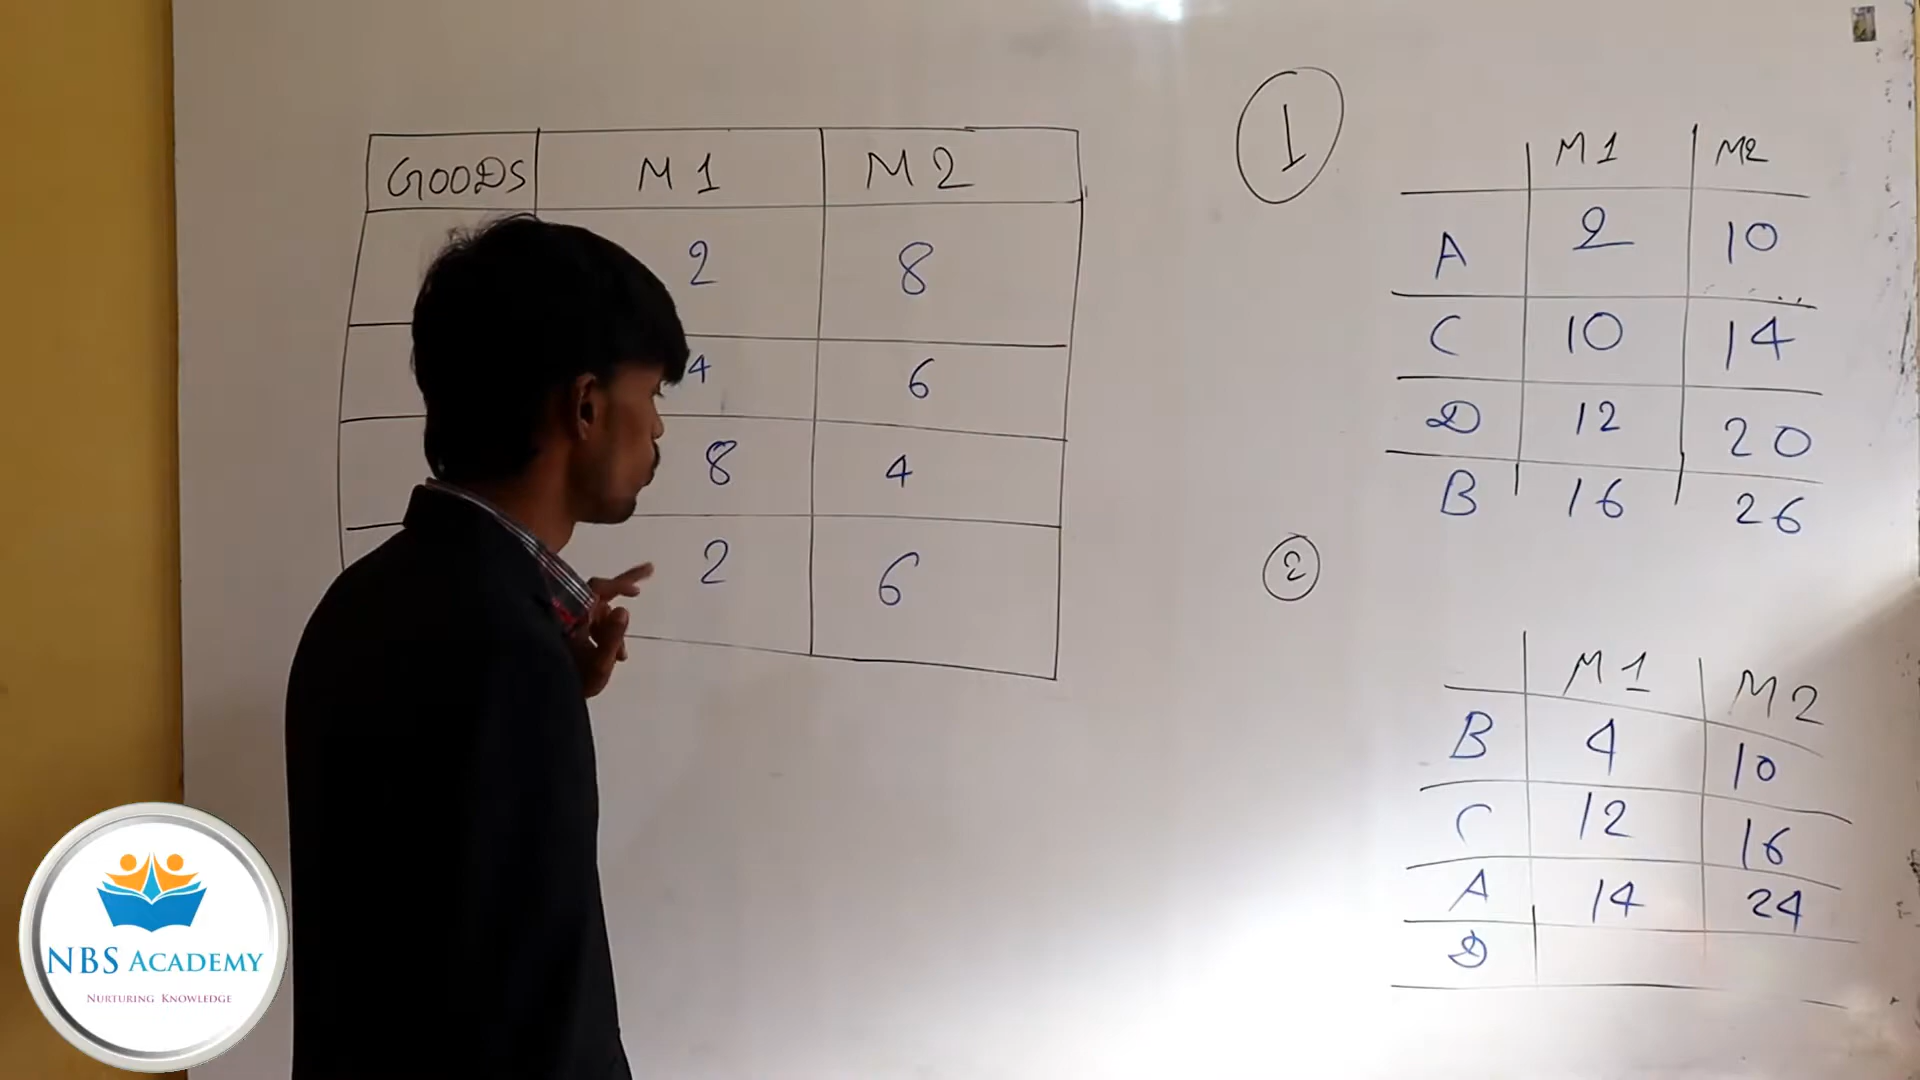 GOODS M1 M2
2 8
4 6
8 4
2 6
1
M1 M2
A 2 10
C 10 14
D 12 20
B 16 26
2
M1 M2
B 4 10
C 12 16
A 14 24
D
NBS ACADEMY
NURTURING KNOWLEDGE